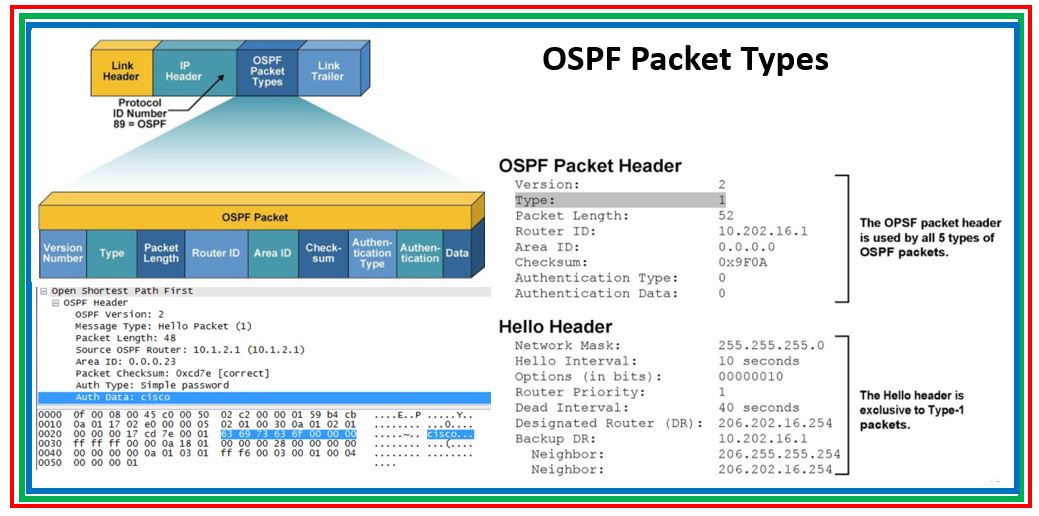 OSPF Packet Types
Link
Header
IP
Header
OSPF
Packet
Types
Link
Trailer
Protocol
ID Number
89 = OSPF
OSPF Packet
Version
Number
Type
Packet
Length
Router ID
Area ID
Check-
sum
Authen-
tication
Type
Authen-
tication
Data
Open Shortest Path First
OSPF Header
OSPF Version: 2
Message Type: Hello Packet (1)
Packet Length: 48
Source OSPF Router: 10.1.2.1 (10.1.2.1)
Area ID: 0.0.0.23
Packet Checksum: 0xcd7e [correct]
Auth Type: Simple password
Auth Data: cisco
0000 0f 00 08 00 45 c0 00 50 02 c2 00 00 01 59 b4 cb ....E..P .....Y..
0010 0a 01 17 02 e0 00 00 05 02 01 00 30 0a 01 02 01 ........ ...0....
0020 00 00 00 17 cd 7e 00 01 63 69 73 63 6f 00 00 00 .....~.. cisco...
0030 ff ff ff 00 00 0a 18 01 00 00 00 28 00 00 00 00 ........ ...(....
0040 00 00 00 00 0a 01 03 01 ff f6 00 03 00 01 00 04 ........ ........
0050 00 00 00 01 ....
OSPF Packet Header
Version: 2
Type: 1
Packet Length: 52
Router ID: 10.202.16.1
Area ID: 0.0.0.0
Checksum: 0x9F0A
Authentication Type: 0
Authentication Data: 0
The OPSF packet header
is used by all 5 types of
OSPF packets.
Hello Header
Network Mask: 255.255.255.0
Hello Interval: 10 seconds
Options (in bits): 00000010
Router Priority: 1
Dead Interval: 40 seconds
Designated Router (DR): 206.202.16.254
Backup DR: 10.202.16.1
Neighbor: 206.255.255.254
Neighbor: 206.202.16.254
The Hello header is
exclusive to Type-1
packets.